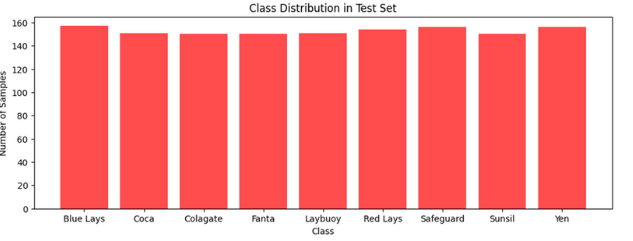 Class Distribution in Test Set
Number of Samples
160
140
120
100
80
60
40
20
0
Blue Lays Coca Colagate Fanta Laybuoy Red Lays Safeguard Sunsil Yen
Class